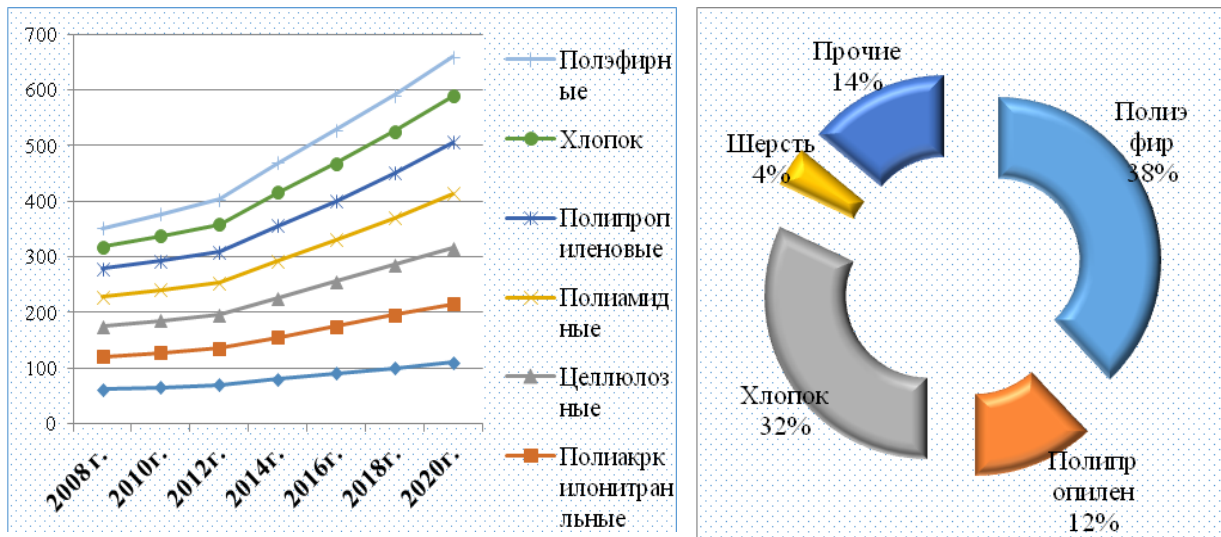 700
600
500
400
300
200
100
0
2008 г.
2010г.
2012г.
2014г.
2016г.
2018г.
2020г.
Полэфирн
ые
Хлопок
Полипроп
иленовые
Полиамид
ные
Целлюлоз
ные
Полиакрк
илонитран
льные
Прочие
14%
Полиэ
фир
38%
Шерсть
4%
Хлопок
32%
Полипр
опилен
12%